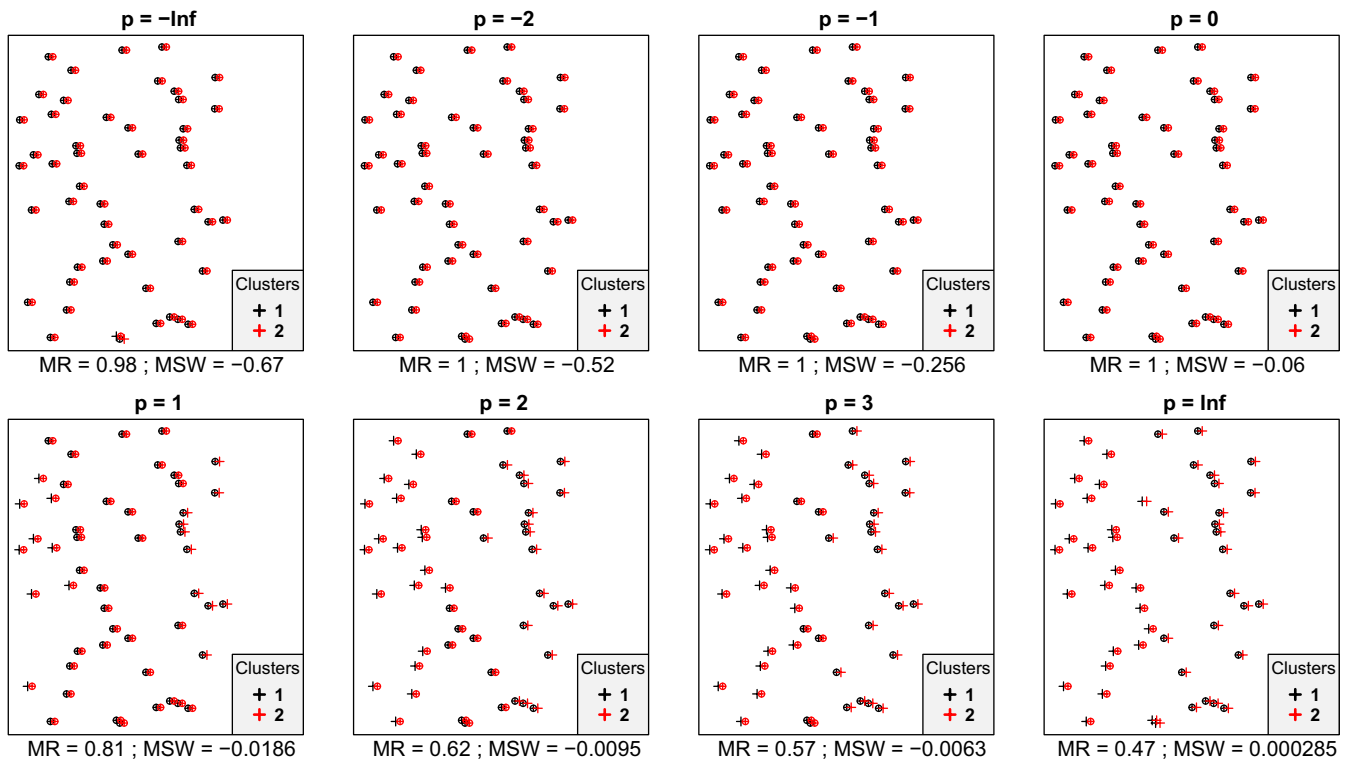 p = −Inf
p = −2
p = −1
p = 0
Clusters
1
2
Clusters
1
2
Clusters
1
2
Clusters
1
2
MR = 0.98 ; MSW = −0.67
MR = 1 ; MSW = −0.52
MR = 1 ; MSW = −0.256
MR = 1 ; MSW = −0.06
p = 1
p = 2
p = 3
p = Inf
Clusters
1
2
Clusters
1
2
Clusters
1
2
Clusters
1
2
MR = 0.81 ; MSW = −0.0186
MR = 0.62 ; MSW = −0.0095
MR = 0.57 ; MSW = −0.0063
MR = 0.47 ; MSW = 0.000285